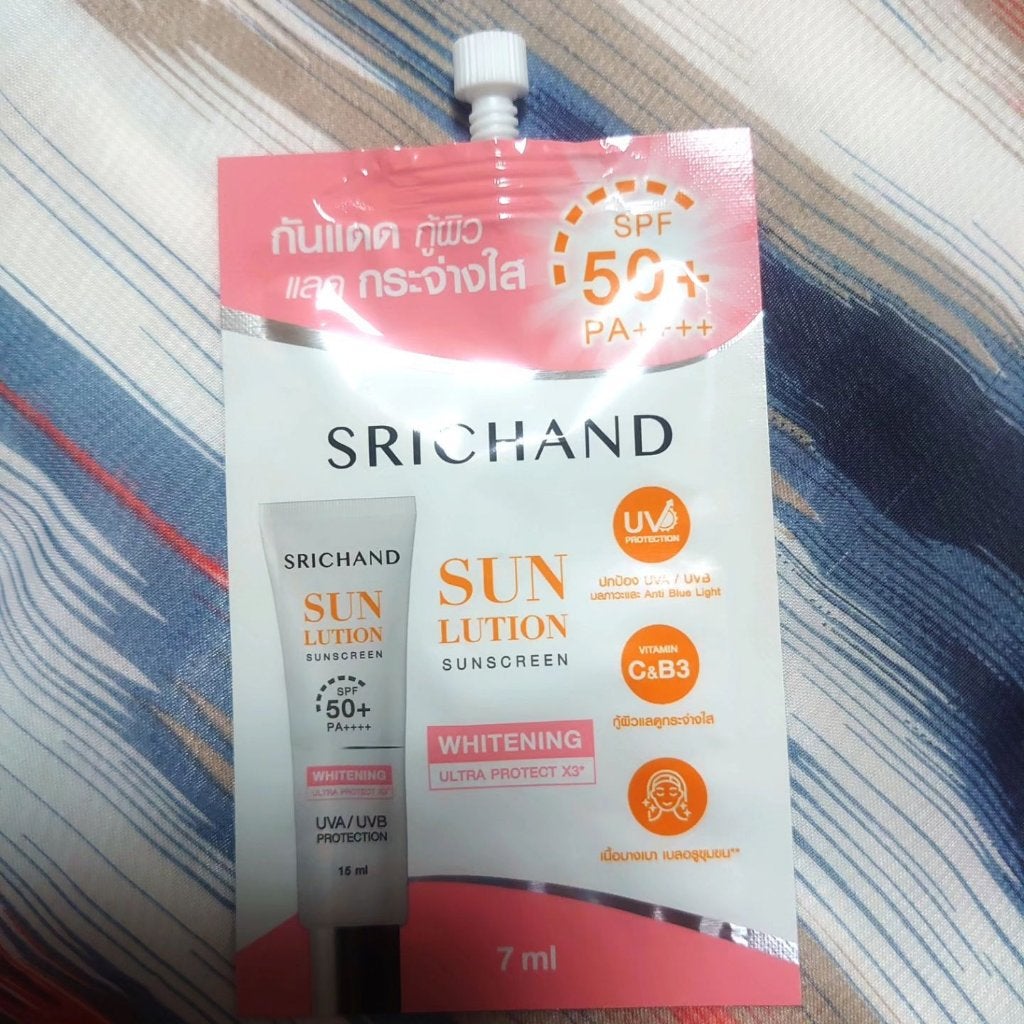 กันแดด กู้ผิว
แลดู กระจ่างใส
SPF
50+
PA++++
SRICHAND
SRICHAND
SUN
LUTION
SUNSCREEN
SPF
50+
PA++++
WHITENING
ULTRA PROTECT X3*
UVA/UVB
PROTECTION
15 ml
SUN
LUTION
SUNSCREEN
WHITENING
ULTRA PROTECT X3*
UV
PROTECTION
ปกป้อง UVA / UVB
มลภาวะและ Anti Blue Light
VITAMIN
C&B3
กู้ผิวแลดูกระจ่างใส
เนื้อบางเบา เบลอรูขุมขน**
7 ml